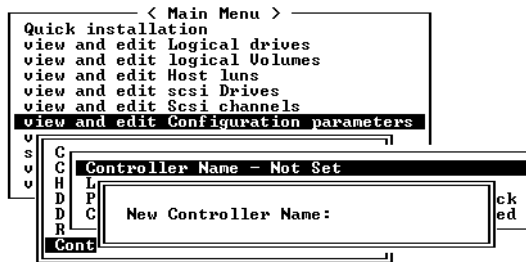 < Main Menu >
Quick installation
view and edit Logical drives
view and edit logical Volumes
view and edit Host luns
view and edit scsi Drives
view and edit Scsi channels
view and edit Configuration parameters
v
s C
v C Controller Name - Not Set
v H L
D P ck
D C New Controller Name: ed
R
Cont